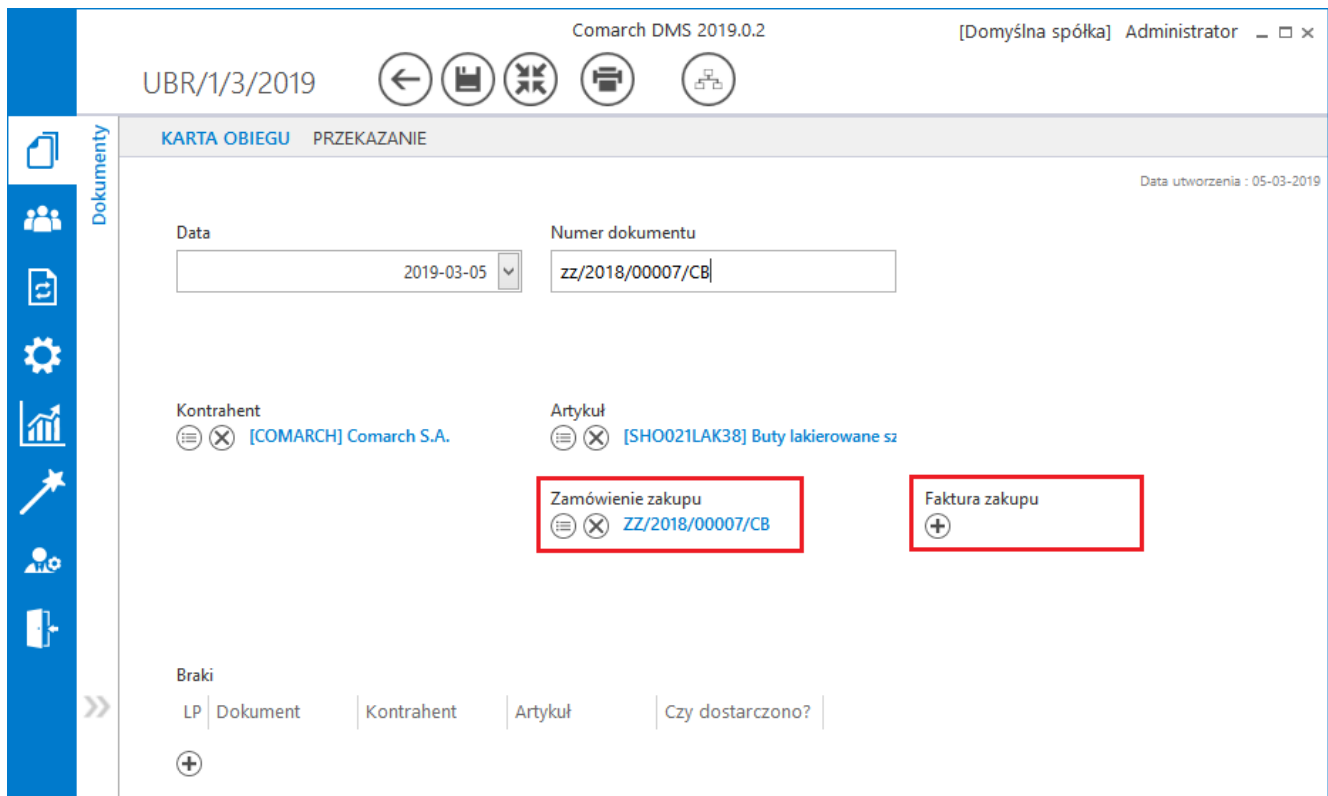 Comarch DMS 2019.0.2
[Domyślna spółka] Administrator
UBR/1/3/2019
Dokumenty
KARTA OBIEGU PRZEKAZANIE
Data utworzenia : 05-03-2019
Data Numer dokumentu
2019-03-05 zz/2018/00007/CB
Kontrahent Artykuł
[COMARCH] Comarch S.A. [SHO021LAK38] Buty lakierowane sz
Zamówienie zakupu Faktura zakupu
ZZ/2018/00007/CB
Braki
LP Dokument Kontrahent Artykuł Czy dostarczono?